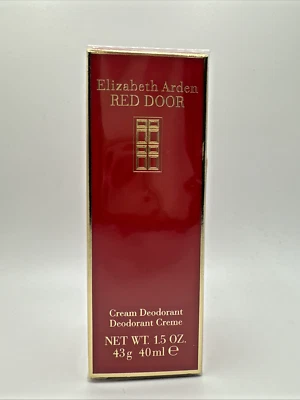 Elizabeth Arden
RED DOOR
Cream Deodorant
Deodorant Creme
NET WT. 1.5 OZ.
43g 40ml ℮